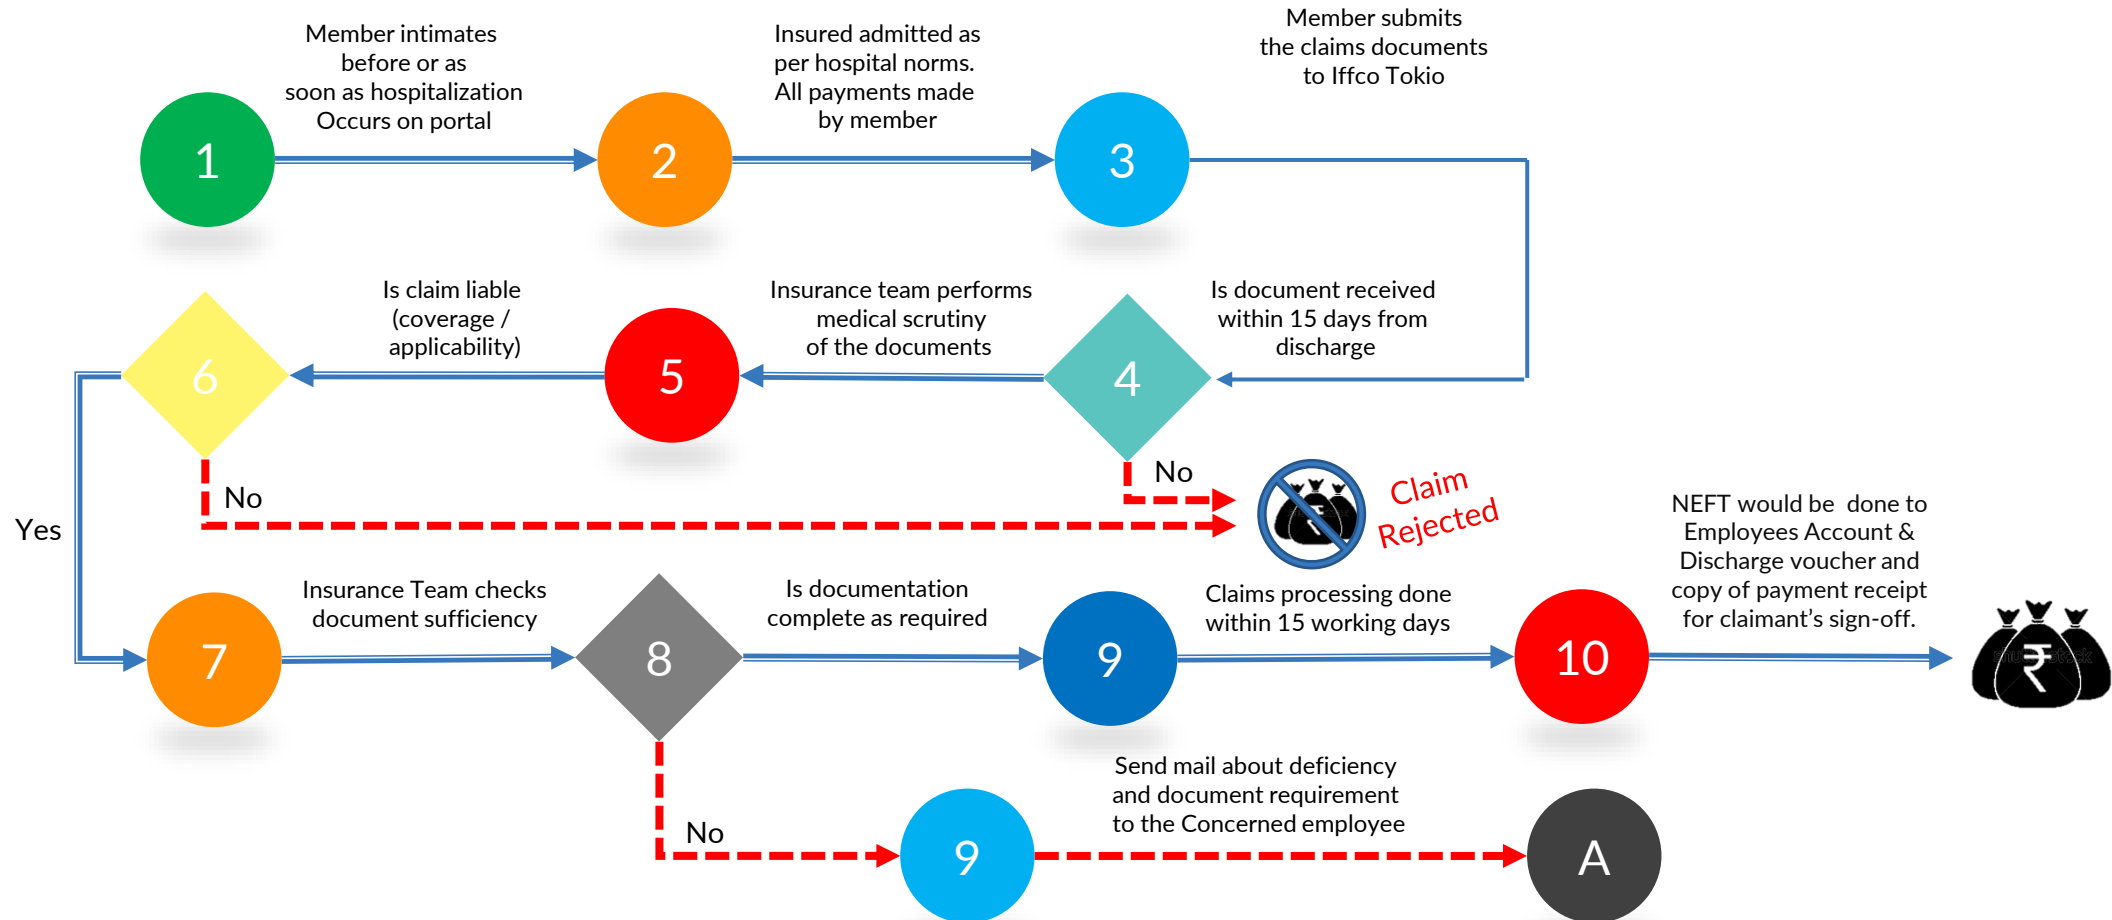 Member intimates
before or as
soon as hospitalization
Occurs on portal
Insured admitted as
per hospital norms.
All payments made
by member
Member submits
the claims documents
to Iffco Tokio
1
2
3
Is claim liable
(coverage /
applicability)
Insurance team performs
medical scrutiny
of the documents
Is document received
within 15 days from
discharge
6
5
4
No
No
Claim
Rejected
Yes
NEFT would be done to
Employees Account &
Discharge voucher and
copy of payment receipt
for claimant's sign-off.
Insurance Team checks
document sufficiency
Is documentation
complete as required
Claims processing done
within 15 working days
7
8
9
10
₹
No
Send mail about deficiency
and document requirement
to the Concerned employee
9
A